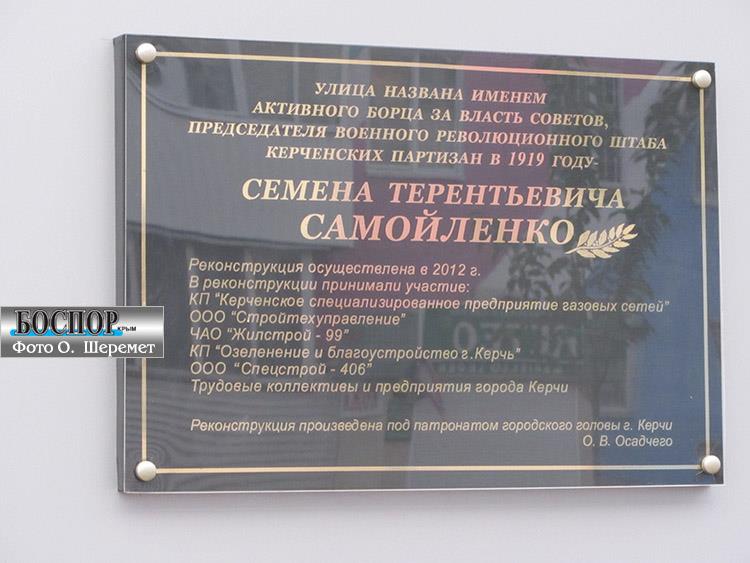 УЛИЦА НАЗВАНА ИМЕНЕМ
АКТИВНОГО БОРЦА ЗА ВЛАСТЬ СОВЕТОВ,
ПРЕДСЕДАТЕЛЯ ВОЕННОГО РЕВОЛЮЦИОННОГО ШТАБА
КЕРЧЕНСКИХ ПАРТИЗАН В 1919 ГОДУ-
СЕМЕНА ТЕРЕНТЬЕВИЧА
САМОЙЛЕНКО
Реконструкция осуществлена в 2012 г.
В реконструкции принимали участие:
КП "Керченское специализированное предприятие газовых сетей"
ООО "Стройтехуправление"
ЧАО "Жилстрой - 99"
КП "Озеленение и благоустройство г.Керчь"
ООО "Спецстрой - 406"
Трудовые коллективы и предприятия города Керчи
Реконструкция произведена под патронатом городского головы г. Керчи
О. В. Осадчего
БОСПОР КРЫМ
Фото О. Шеремет